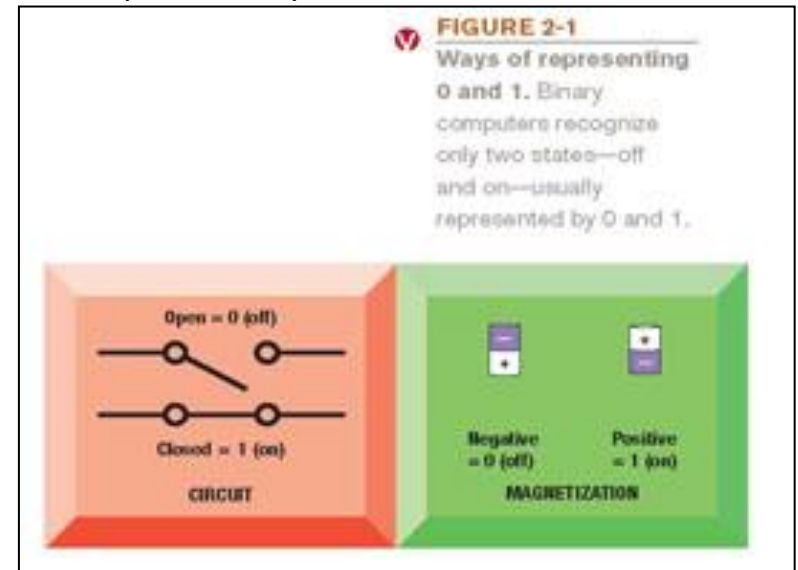 FIGURE 2-1
Ways of representing
0 and 1. Binary
computers recognize
only two states—off
and on—usually
represented by 0 and 1.
Open = 0 (off)
Closed = 1 (on)
CIRCUIT
- +
+ -
Negative
= 0 (off)
Positive
= 1 (on)
MAGNETIZATION